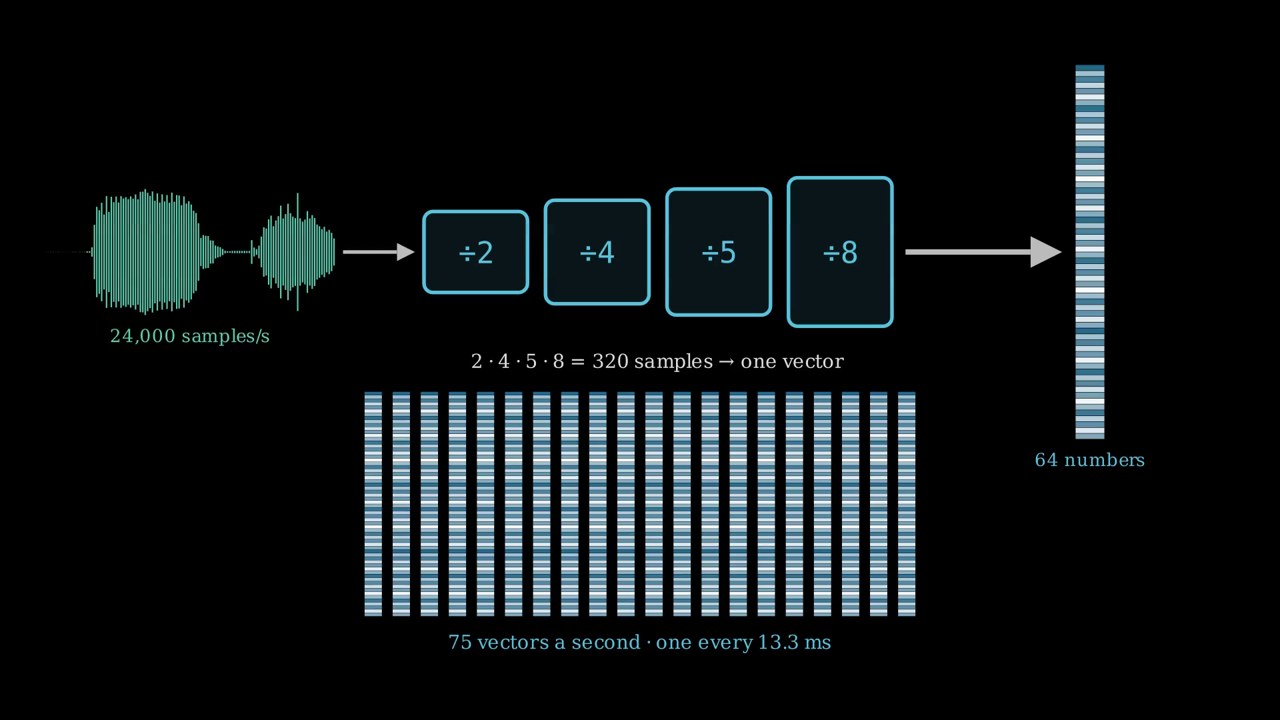 ÷2
÷4
÷5
÷8
24,000 samples/s
2 · 4 · 5 · 8 = 320 samples → one vector
64 numbers
75 vectors a second · one every 13.3 ms